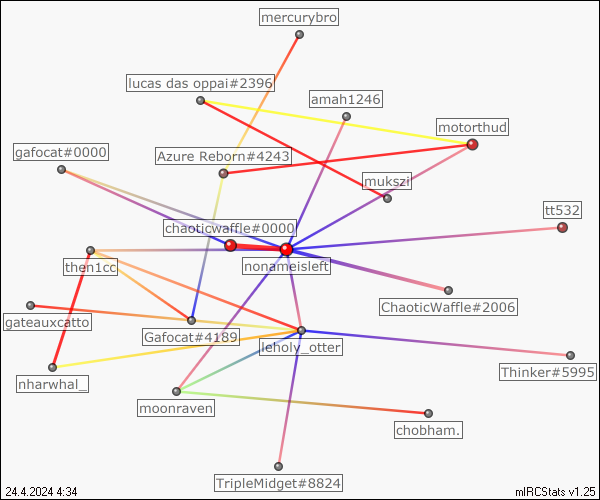 mercurybro
lucas das oppai#2396
amah1246
motorthud
gafocat#0000
Azure Reborn#4243
mukszi
tt532
chaoticwaffle#0000
nonameisleft
then1cc
ChaoticWaffle#2006
gateauxcatto
Gafocat#4189
leholy_otter
Thinker#5995
nharwhal_
moonraven
chobham.
TripleMidget#8824
24.4.2024 4:34
mIRCStats v1.25